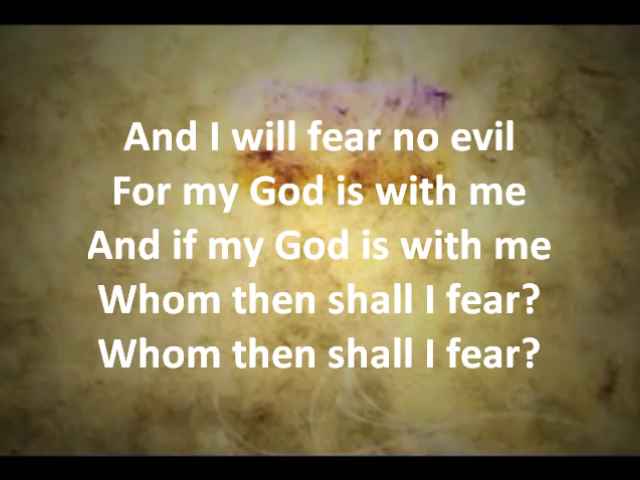 And I will fear no evil
For my God is with me
And if my God is with me
Whom then shall I fear?
Whom then shall I fear?